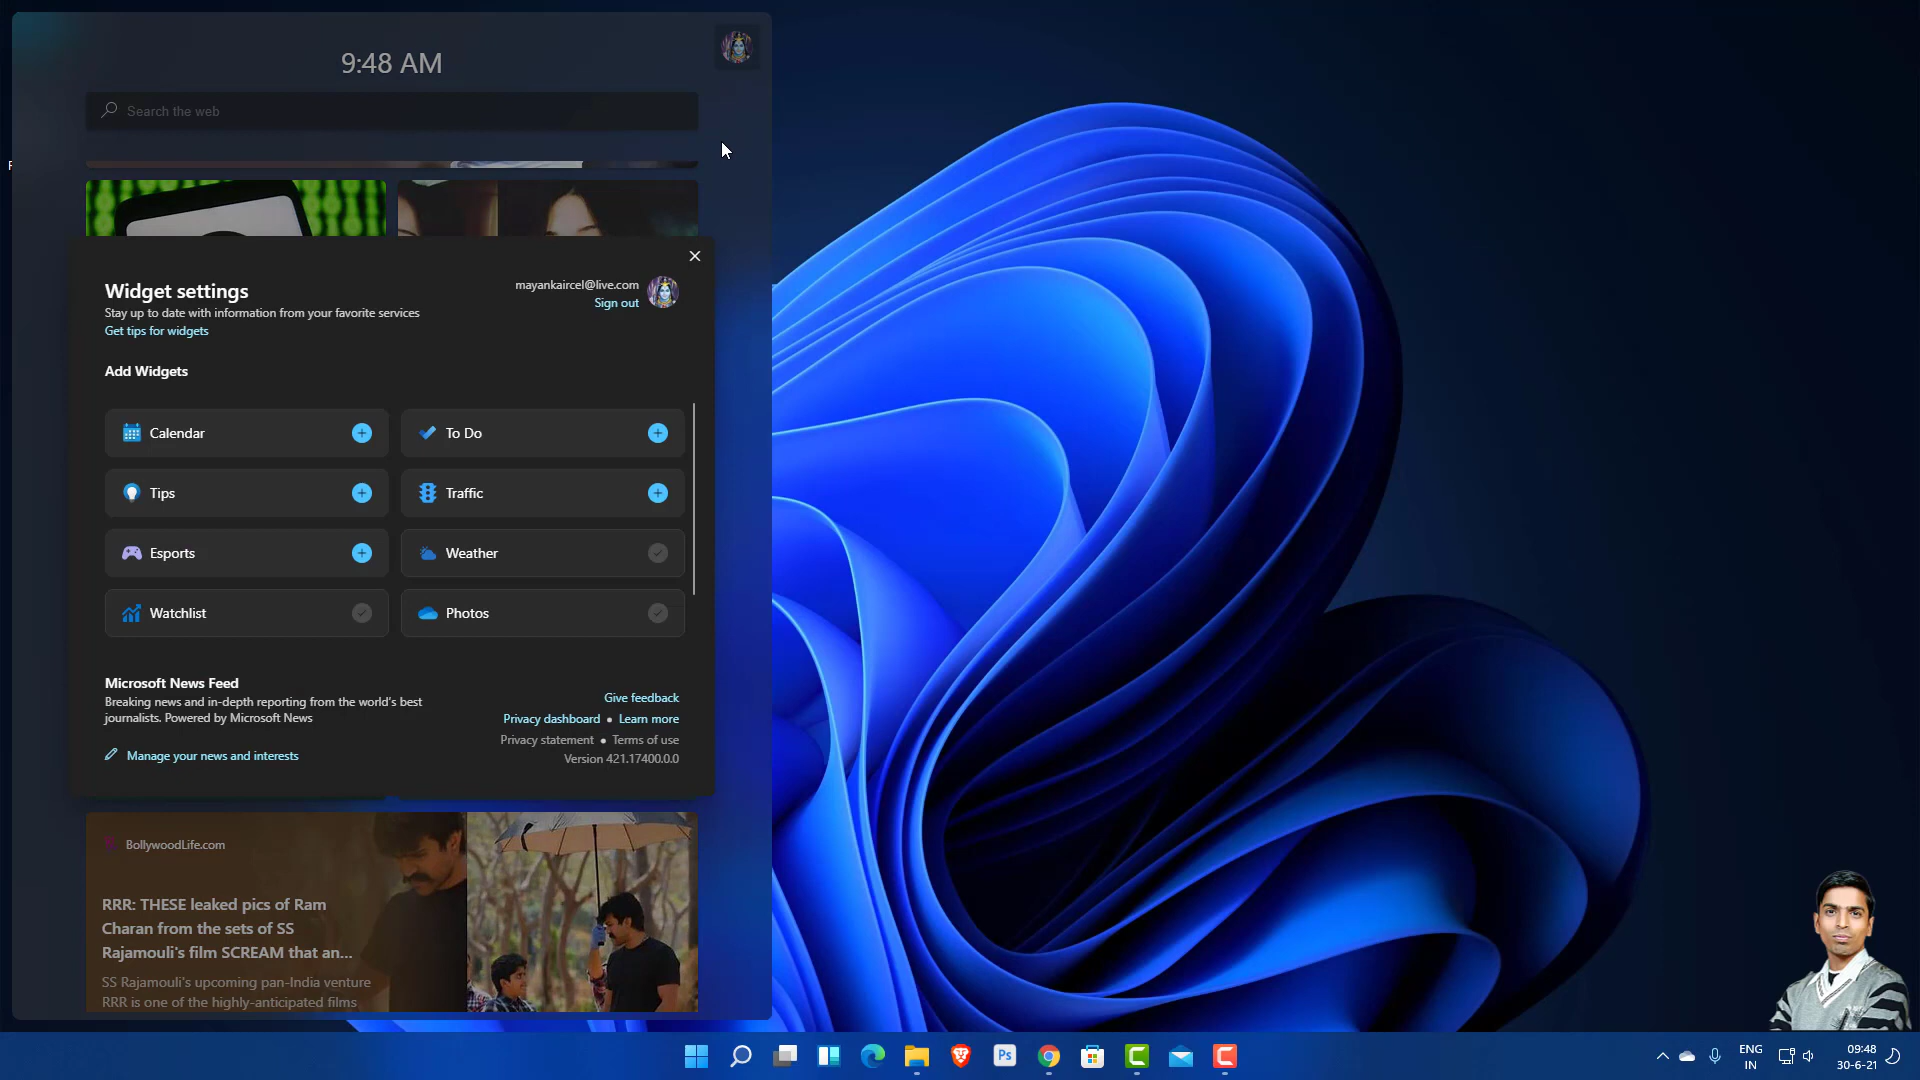 9:48 AM
Search the web
Widget settings
Stay up to date with information from your favorite services
Get tips for widgets
mayankaircel@live.com
Sign out
Add Widgets
Calendar
To Do
Tips
Traffic
Esports
Weather
Watchlist
Photos
Microsoft News Feed
Breaking news and in-depth reporting from the world's best
journalists. Powered by Microsoft News
Manage your news and interests
Give feedback
Privacy dashboard • Learn more
Privacy statement • Terms of use
Version 421.17400.0.0
BollywoodLife.com
RRR: THESE leaked pics of Ram
Charan from the sets of SS
Rajamouli's film SCREAM that an...
SS Rajamouli's upcoming pan-India venture
RRR is one of the highly-anticipated films
Ps
ENG
IN
09:48
30-6-21